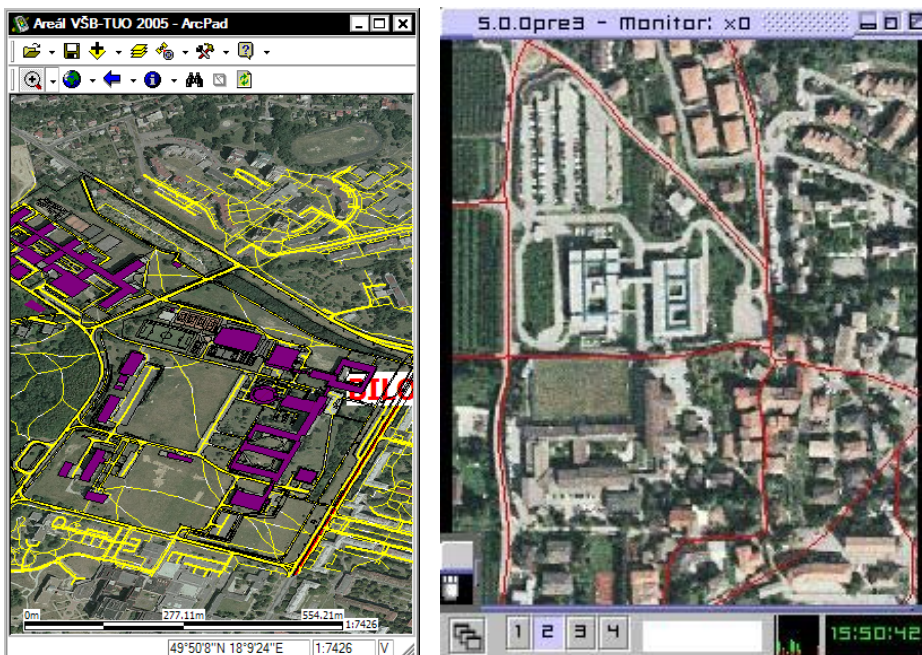 Areál VŠB-TUO 2005 - ArcPad
DILO
0m 277.11m 554.21m
1:7426
49°50'8"N 18°9'24"E 1:7426 V
5.0.0pre3 - Monitor: x0
1 2 3 4
15:50:42